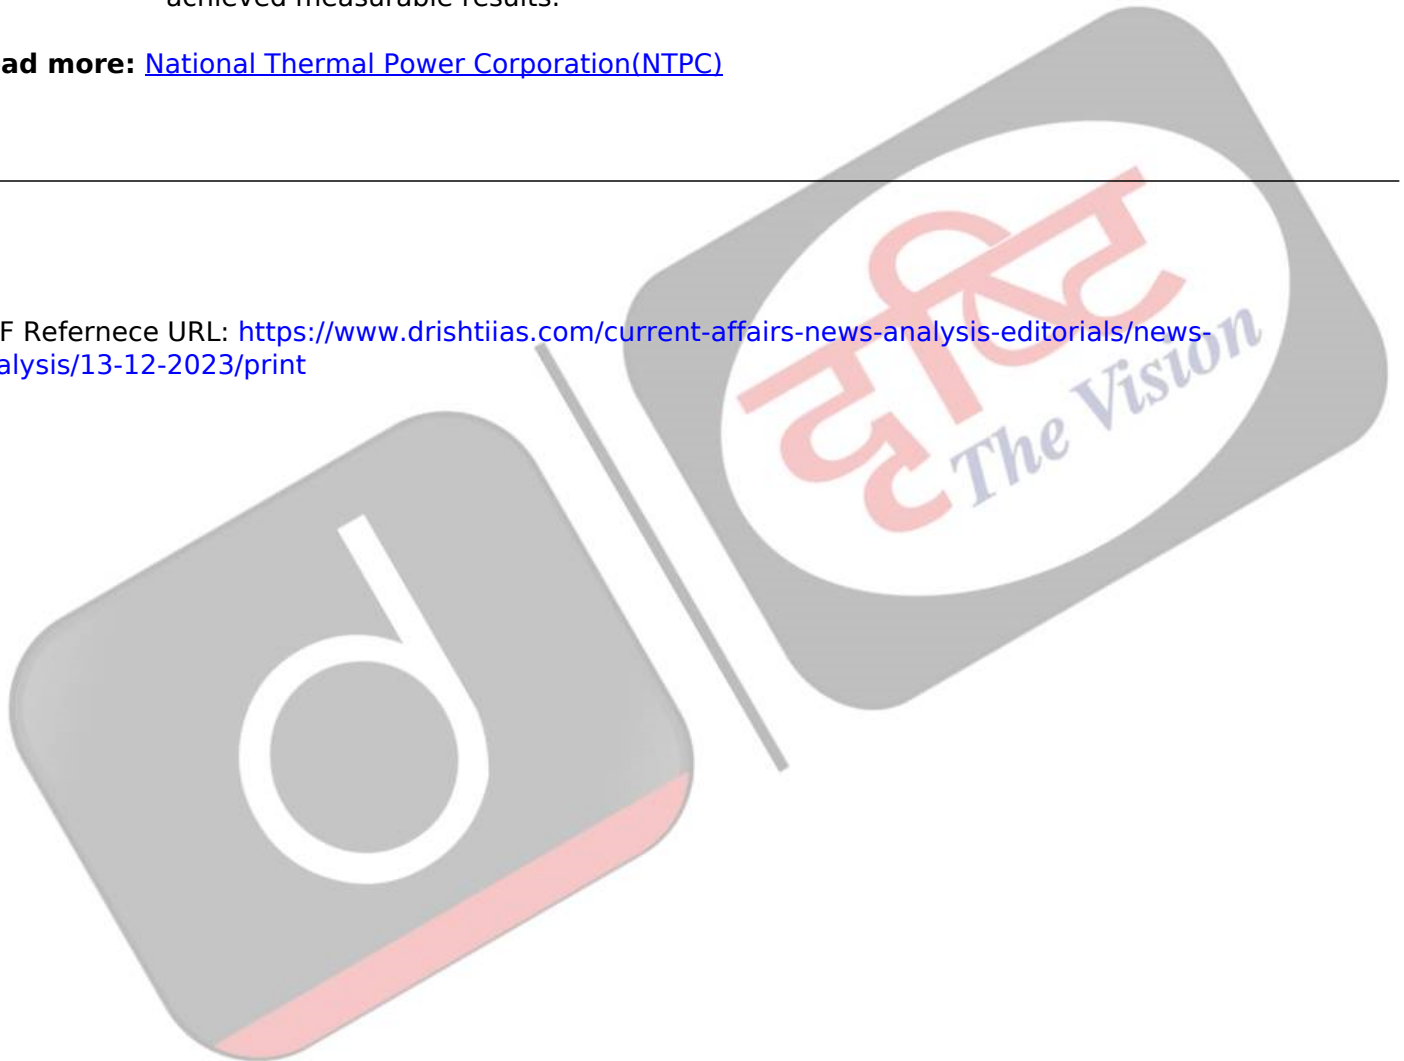 achieved measurable results.
ad more: National Thermal Power Corporation(NTPC)
F Refernece URL: https://www.drishtiias.com/current-affairs-news-analysis-editorials/news-
alysis/13-12-2023/print
दृष्टि
The Vision
d